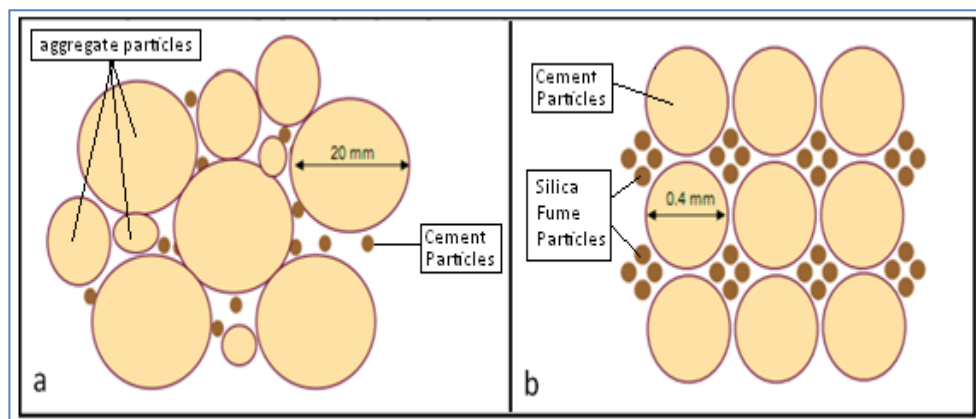 aggregate particles
20 mm
Cement
Particles
a
Cement
Particles
Silica
Fume
Particles
0.4 mm
b